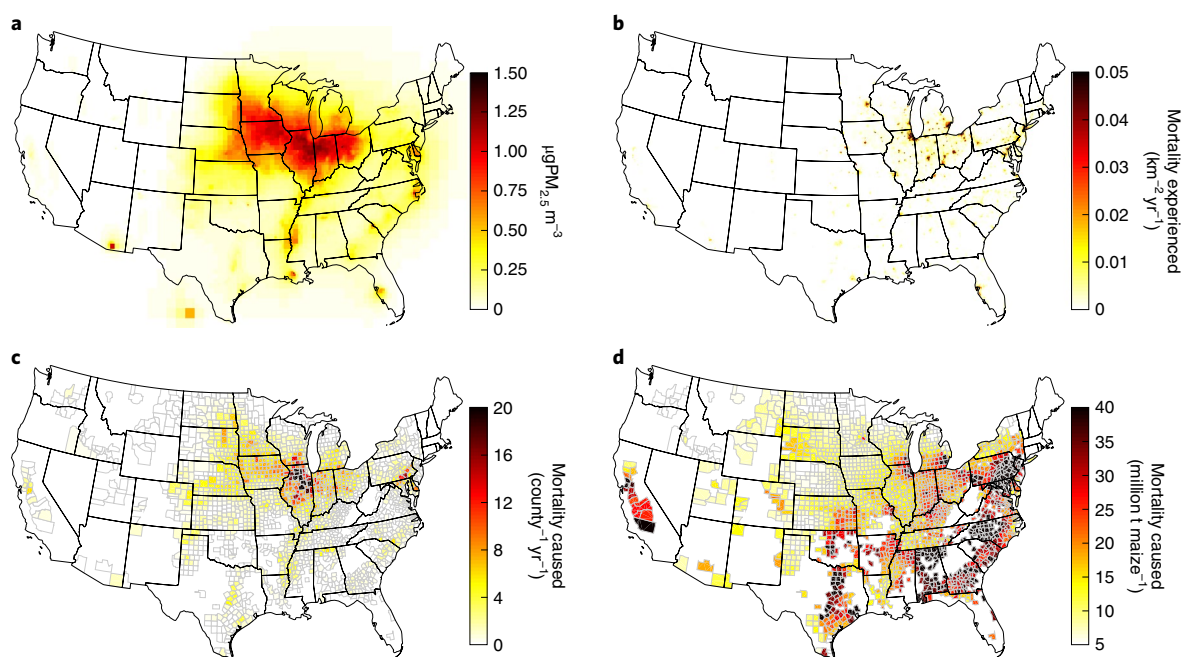 a
1.50
1.25
1.00
0.75
0.50
0.25
0
µgPM2.5 m−3
b
0.05
0.04
0.03
0.02
0.01
0
Mortality experienced
(km−2 yr−1)
c
20
16
12
8
4
0
Mortality caused
(county−1 yr−1)
d
40
35
30
25
20
15
10
5
Mortality caused
(million t maize−1)